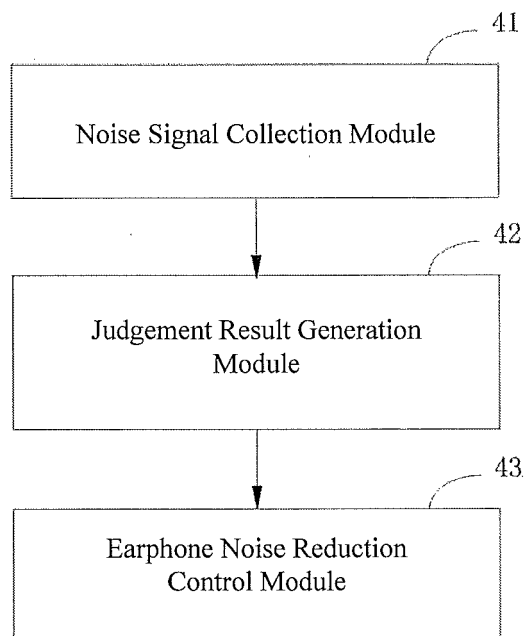 41
Noise Signal Collection Module
42
Judgement Result Generation
Module
43
Earphone Noise Reduction
Control Module